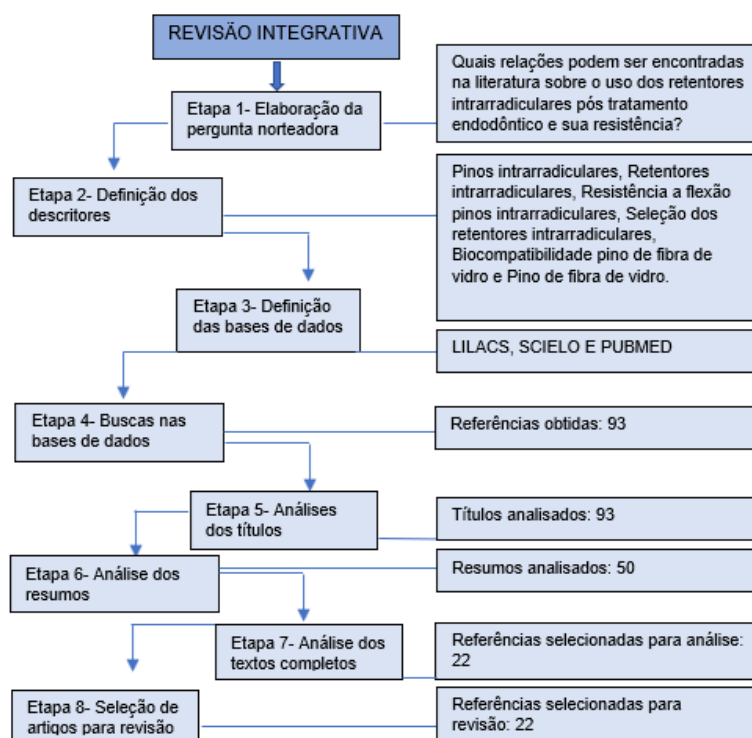 REVISÃO INTEGRATIVA
Etapa 1- Elaboração da
pergunta norteadora
Quais relações podem ser encontradas
na literatura sobre o uso dos retentores
intrarradiculares pós tratamento
endodôntico e sua resistência?
Etapa 2- Definição dos
descritores
Pinos intrarradiculares, Retentores
intrarradiculares, Resistência a flexão
pinos intrarradiculares, Seleção dos
retentores intrarradiculares,
Biocompatibilidade pino de fibra de
vidro e Pino de fibra de vidro.
Etapa 3- Definição
das bases de dados
LILACS, SCIELO E PUBMED
Etapa 4- Buscas nas
bases de dados
Referências obtidas: 93
Etapa 5- Análises
dos títulos
Títulos analisados: 93
Etapa 6- Análise dos
resumos
Resumos analisados: 50
Etapa 7- Análise dos
textos completos
Referências selecionadas para análise:
22
Etapa 8- Seleção de
artigos para revisão
Referências selecionadas para
revisão: 22